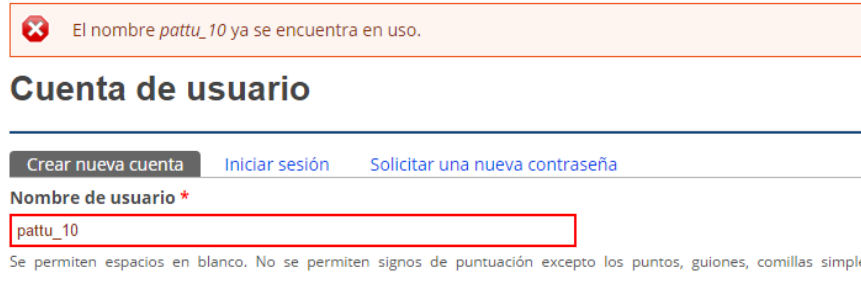 El nombre pattu_10 ya se encuentra en uso.
Cuenta de usuario
Crear nueva cuenta Iniciar sesión Solicitar una nueva contraseña
Nombre de usuario *
pattu_10
Se permiten espacios en blanco. No se permiten signos de puntuación excepto los puntos, guiones, comillas